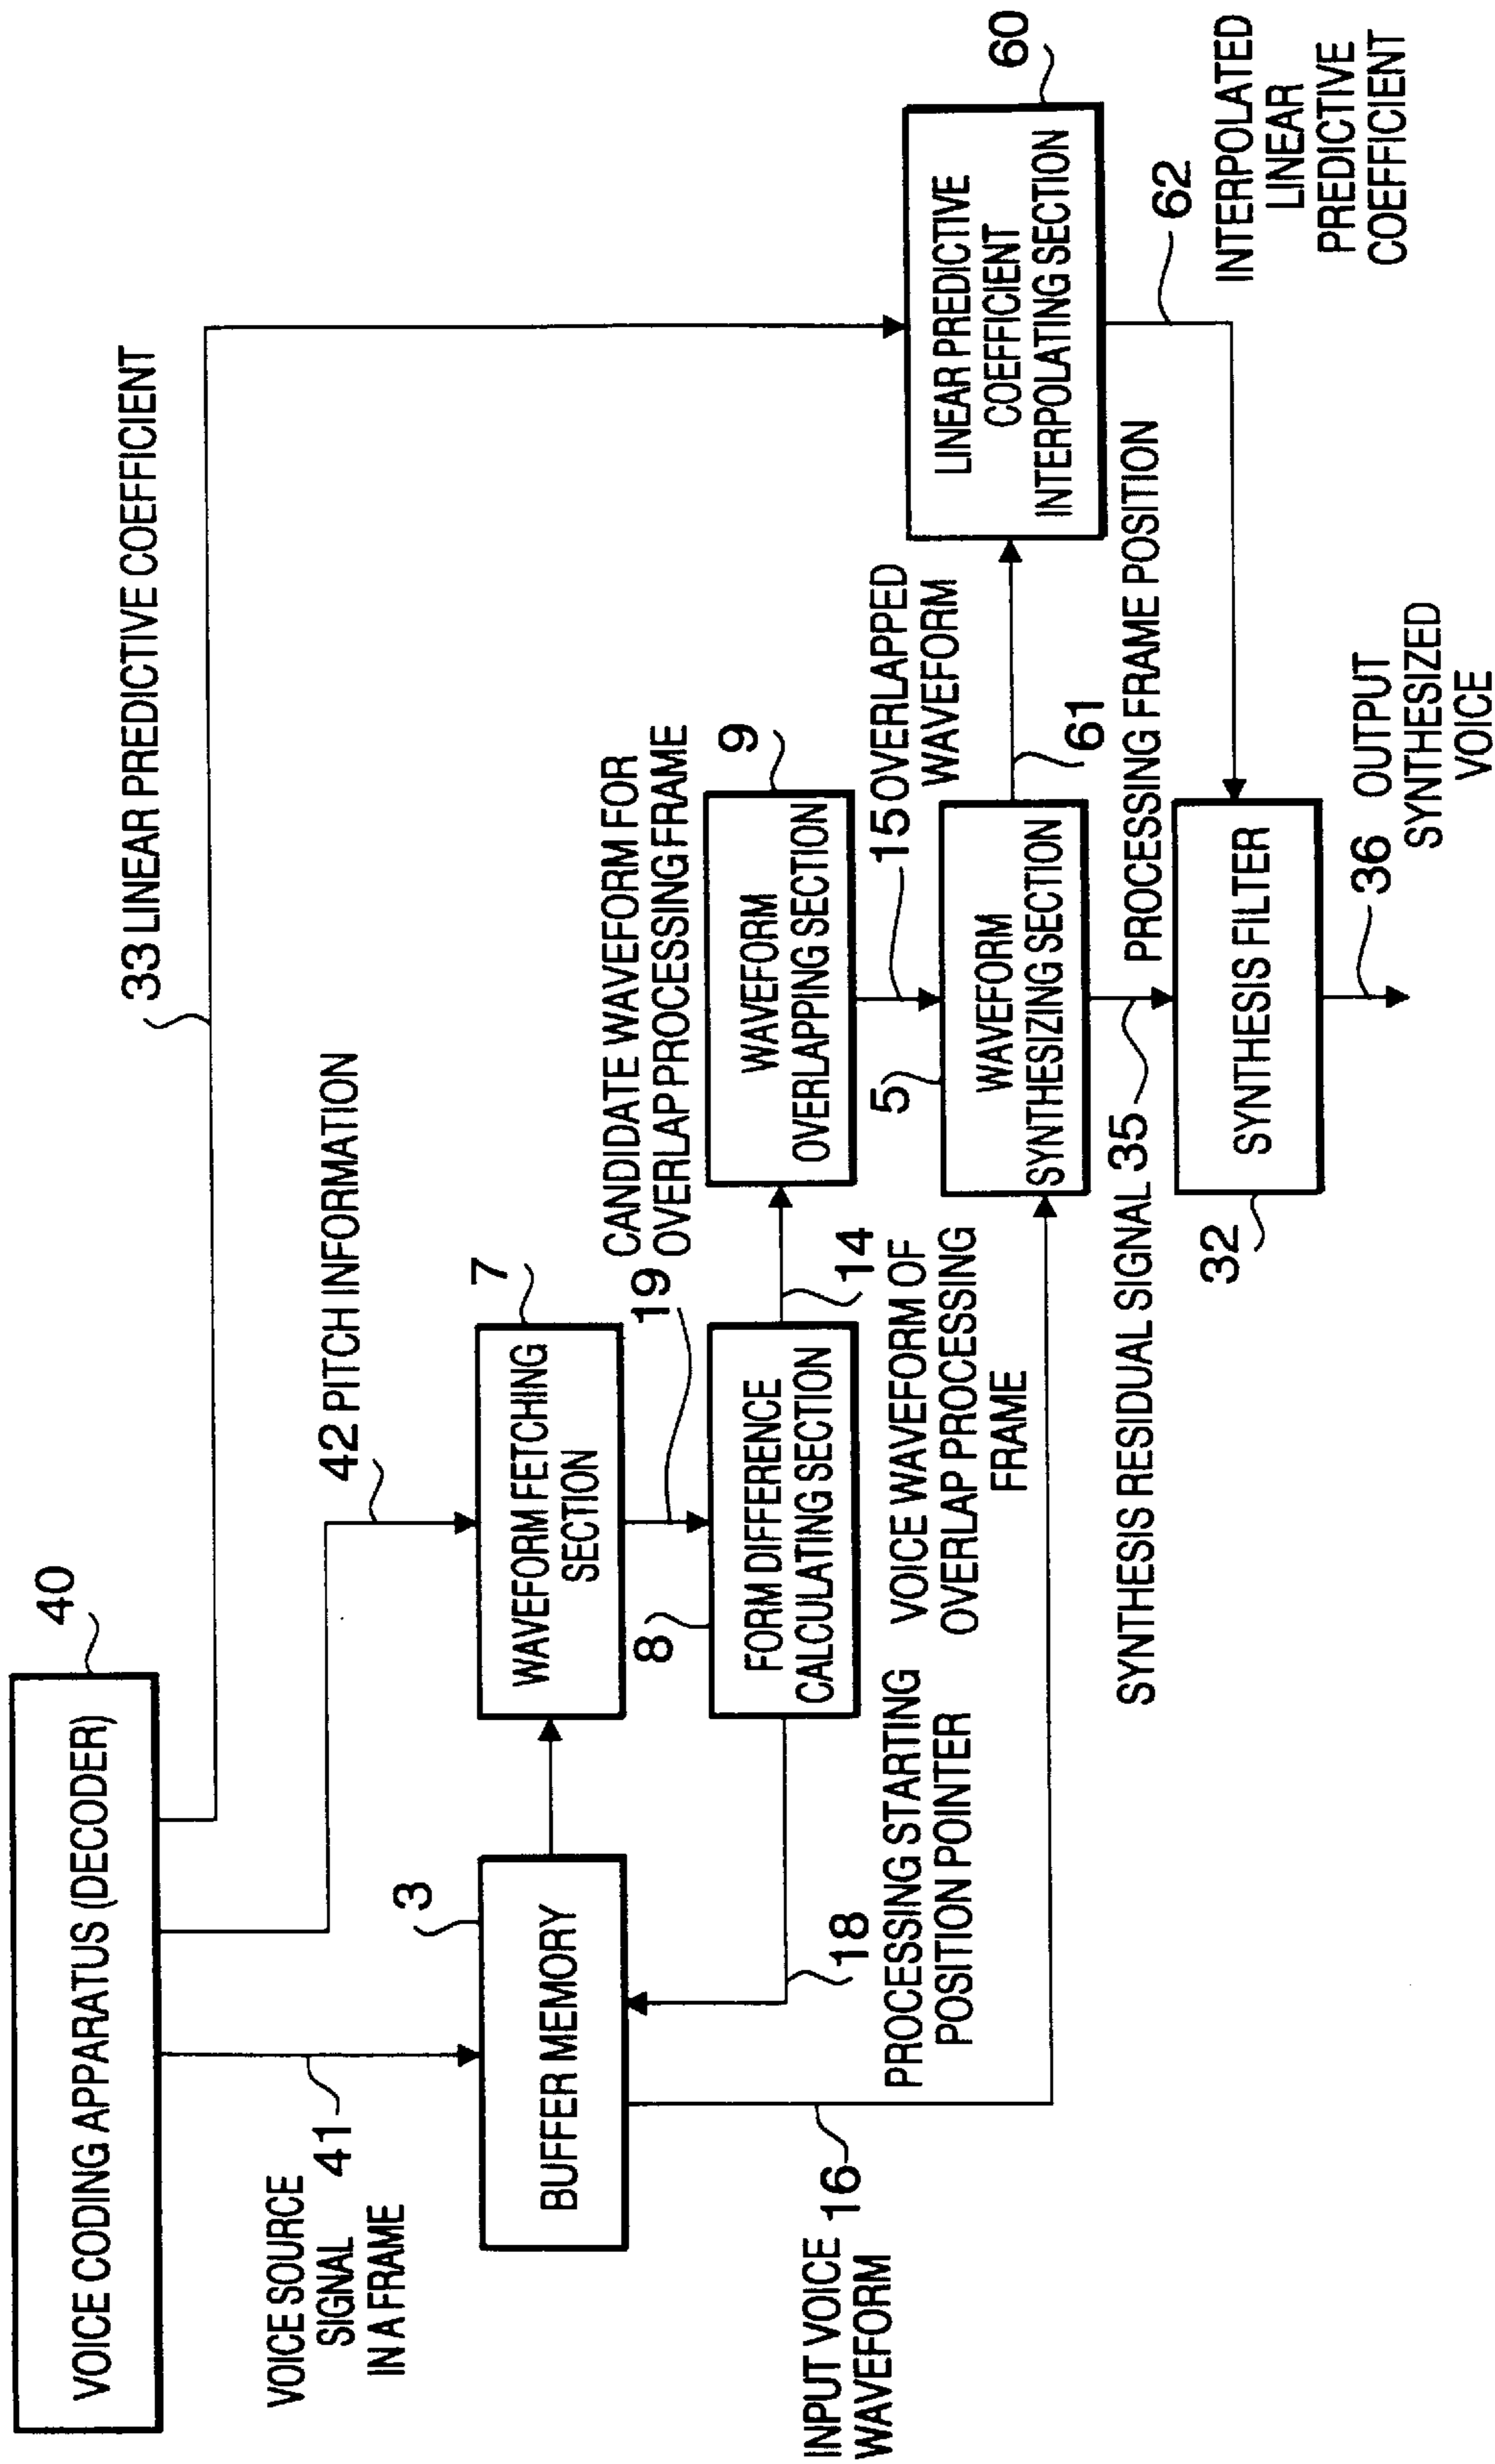 VOICE CODING APPARATUS (DECODER)
40
33 LINEAR PREDICTIVE COEFFICIENT
42 PITCH INFORMATION
VOICE SOURCE
SIGNAL
IN A FRAME
41
3
BUFFER MEMORY
7
WAVEFORM FETCHING
SECTION
19
CANDIDATE WAVEFORM FOR
OVERLAP PROCESSING FRAME
8
FORM DIFFERENCE
CALCULATING SECTION
9
WAVEFORM
OVERLAPPING SECTION
INPUT VOICE
WAVEFORM
16
18
PROCESSING STARTING
POSITION POINTER
14
VOICE WAVEFORM OF
OVERLAP PROCESSING
FRAME
15 OVERLAPPED
WAVEFORM
5
WAVEFORM
SYNTHESIZING SECTION
61
PROCESSING FRAME POSITION
60
LINEAR PREDICTIVE
COEFFICIENT
INTERPOLATING SECTION
62
INTERPOLATED
LINEAR
PREDICTIVE
COEFFICIENT
SYNTHESIS RESIDUAL SIGNAL 35
32
SYNTHESIS FILTER
36
OUTPUT
SYNTHESIZED
VOICE